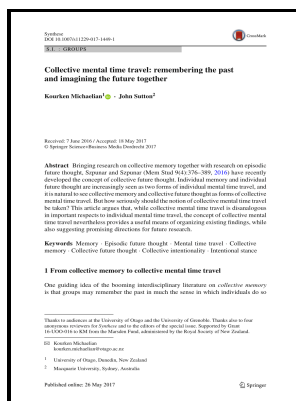 Synthese
DOI 10.1007/s11229-017-1449-1
CrossMark
S.I. : GROUPS
Collective mental time travel: remembering the past
and imagining the future together
Kourken Michaelian1 · John Sutton2
Received: 7 June 2016 / Accepted: 18 May 2017
© Springer Science+Business Media Dordrecht 2017
Abstract Bringing research on collective memory together with research on episodic
future thought, Szpunar and Szpunar (Mem Stud 9(4):376–389, 2016) have recently
developed the concept of collective future thought. Individual memory and individual
future thought are increasingly seen as two forms of individual mental time travel, and
it is natural to see collective memory and collective future thought as forms of collective
mental time travel. But how seriously should the notion of collective mental time travel
be taken? This article argues that, while collective mental time travel is disanalogous
in important respects to individual mental time travel, the concept of collective mental
time travel nevertheless provides a useful means of organizing existing findings, while
also suggesting promising directions for future research.
Keywords Memory · Episodic future thought · Mental time travel · Collective
memory · Collective future thought · Collective intentionality · Intentional stance
1 From collective memory to collective mental time travel
One guiding idea of the booming interdisciplinary literature on collective memory
is that groups may remember the past in much the sense in which individuals do so
Thanks to audiences at the University of Otago and the University of Grenoble. Thanks also to four
anonymous reviewers for Synthese and to the editors of the special issue. Supported by Grant
16-UOO-016 to KM from the Marsden Fund, administered by the Royal Society of New Zealand.
Kourken Michaelian
kourken.michaelian@otago.ac.nz
1 University of Otago, Dunedin, New Zealand
2 Macquarie University, Sydney, Australia
Published online: 26 May 2017
Springer